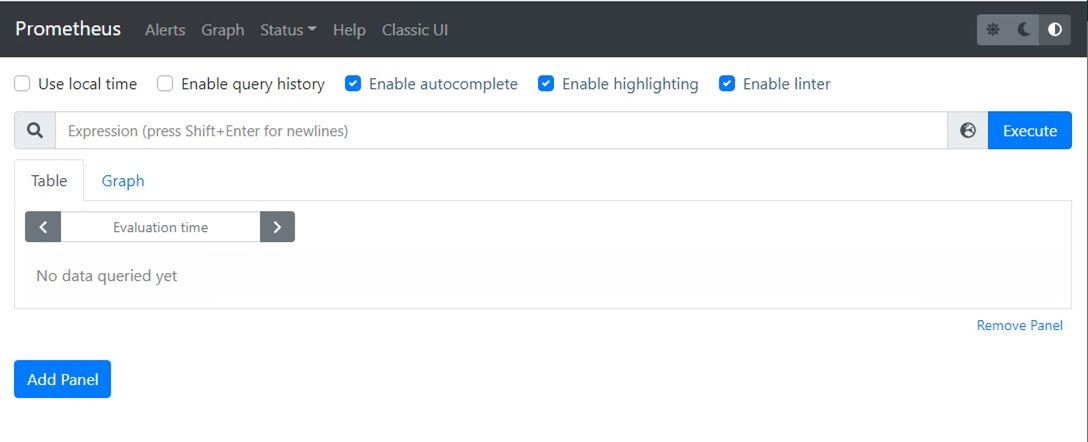 Prometheus Alerts Graph Status Help Classic UI
Use local time Enable query history Enable autocomplete Enable highlighting Enable linter
Expression (press Shift+Enter for newlines) Execute
Table Graph
Evaluation time
No data queried yet
Remove Panel
Add Panel